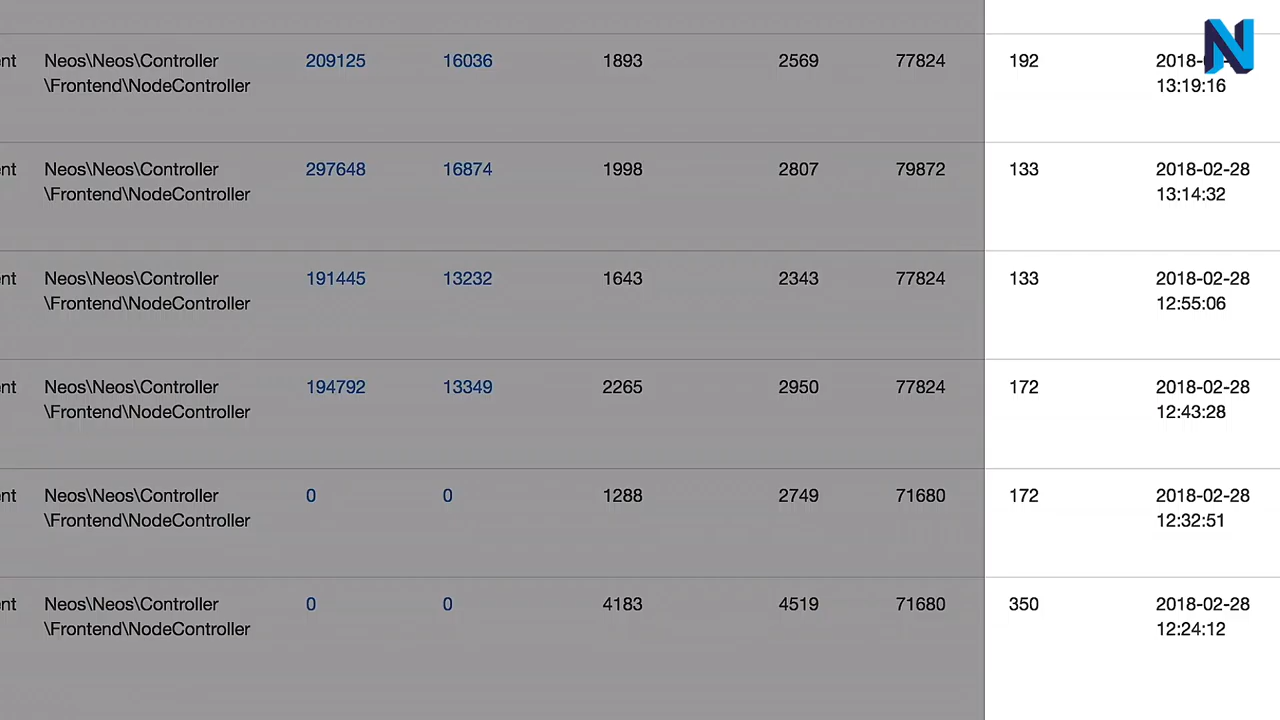 nt Neos\Neos\Controller 209125 16036 1893 2569 77824 192 2018-
\Frontend\NodeController 13:19:16
nt Neos\Neos\Controller 297648 16874 1998 2807 79872 133 2018-02-28
\Frontend\NodeController 13:14:32
nt Neos\Neos\Controller 191445 13232 1643 2343 77824 133 2018-02-28
\Frontend\NodeController 12:55:06
nt Neos\Neos\Controller 194792 13349 2265 2950 77824 172 2018-02-28
\Frontend\NodeController 12:43:28
nt Neos\Neos\Controller 0 0 1288 2749 71680 172 2018-02-28
\Frontend\NodeController 12:32:51
nt Neos\Neos\Controller 0 0 4183 4519 71680 350 2018-02-28
\Frontend\NodeController 12:24:12